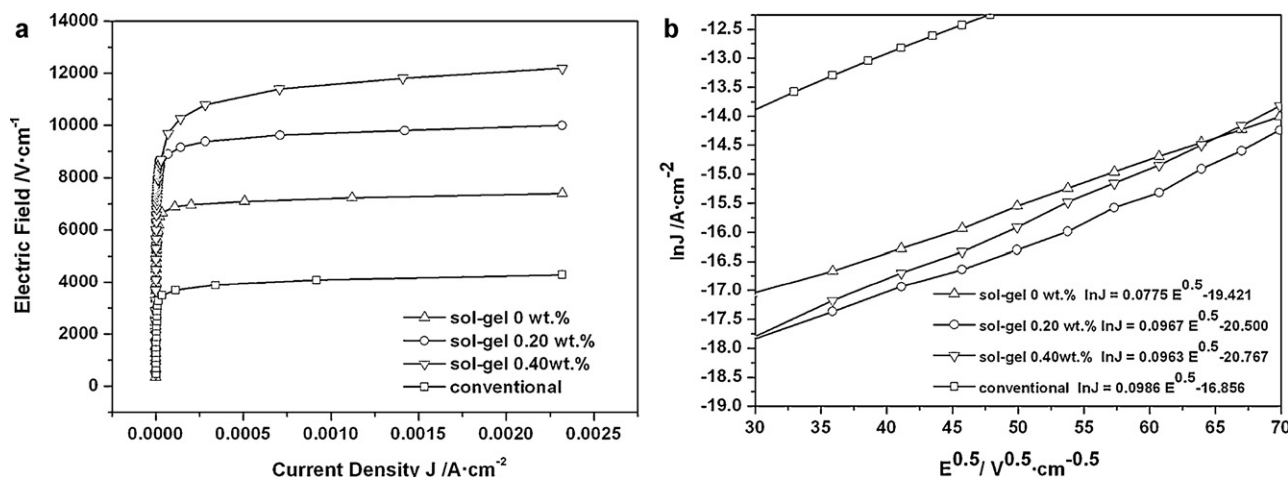 a
14000
12000
10000
8000
6000
4000
2000
0
Electric Field /V·cm⁻¹
0.0000 0.0005 0.0010 0.0015 0.0020 0.0025
Current Density J /A·cm⁻²
sol-gel 0 wt.%
sol-gel 0.20 wt.%
sol-gel 0.40wt.%
conventional
b
-12.5
-13.0
-13.5
-14.0
-14.5
-15.0
-15.5
-16.0
-16.5
-17.0
-17.5
-18.0
-18.5
-19.0
lnJ /A·cm⁻²
30 35 40 45 50 55 60 65 70
E^0.5/ V^0.5·cm^-0.5
sol-gel 0 wt.% lnJ = 0.0775 E^0.5-19.421
sol-gel 0.20 wt.% lnJ = 0.0967 E^0.5-20.500
sol-gel 0.40wt.% lnJ = 0.0963 E^0.5-20.767
conventional lnJ = 0.0986 E^0.5-16.856